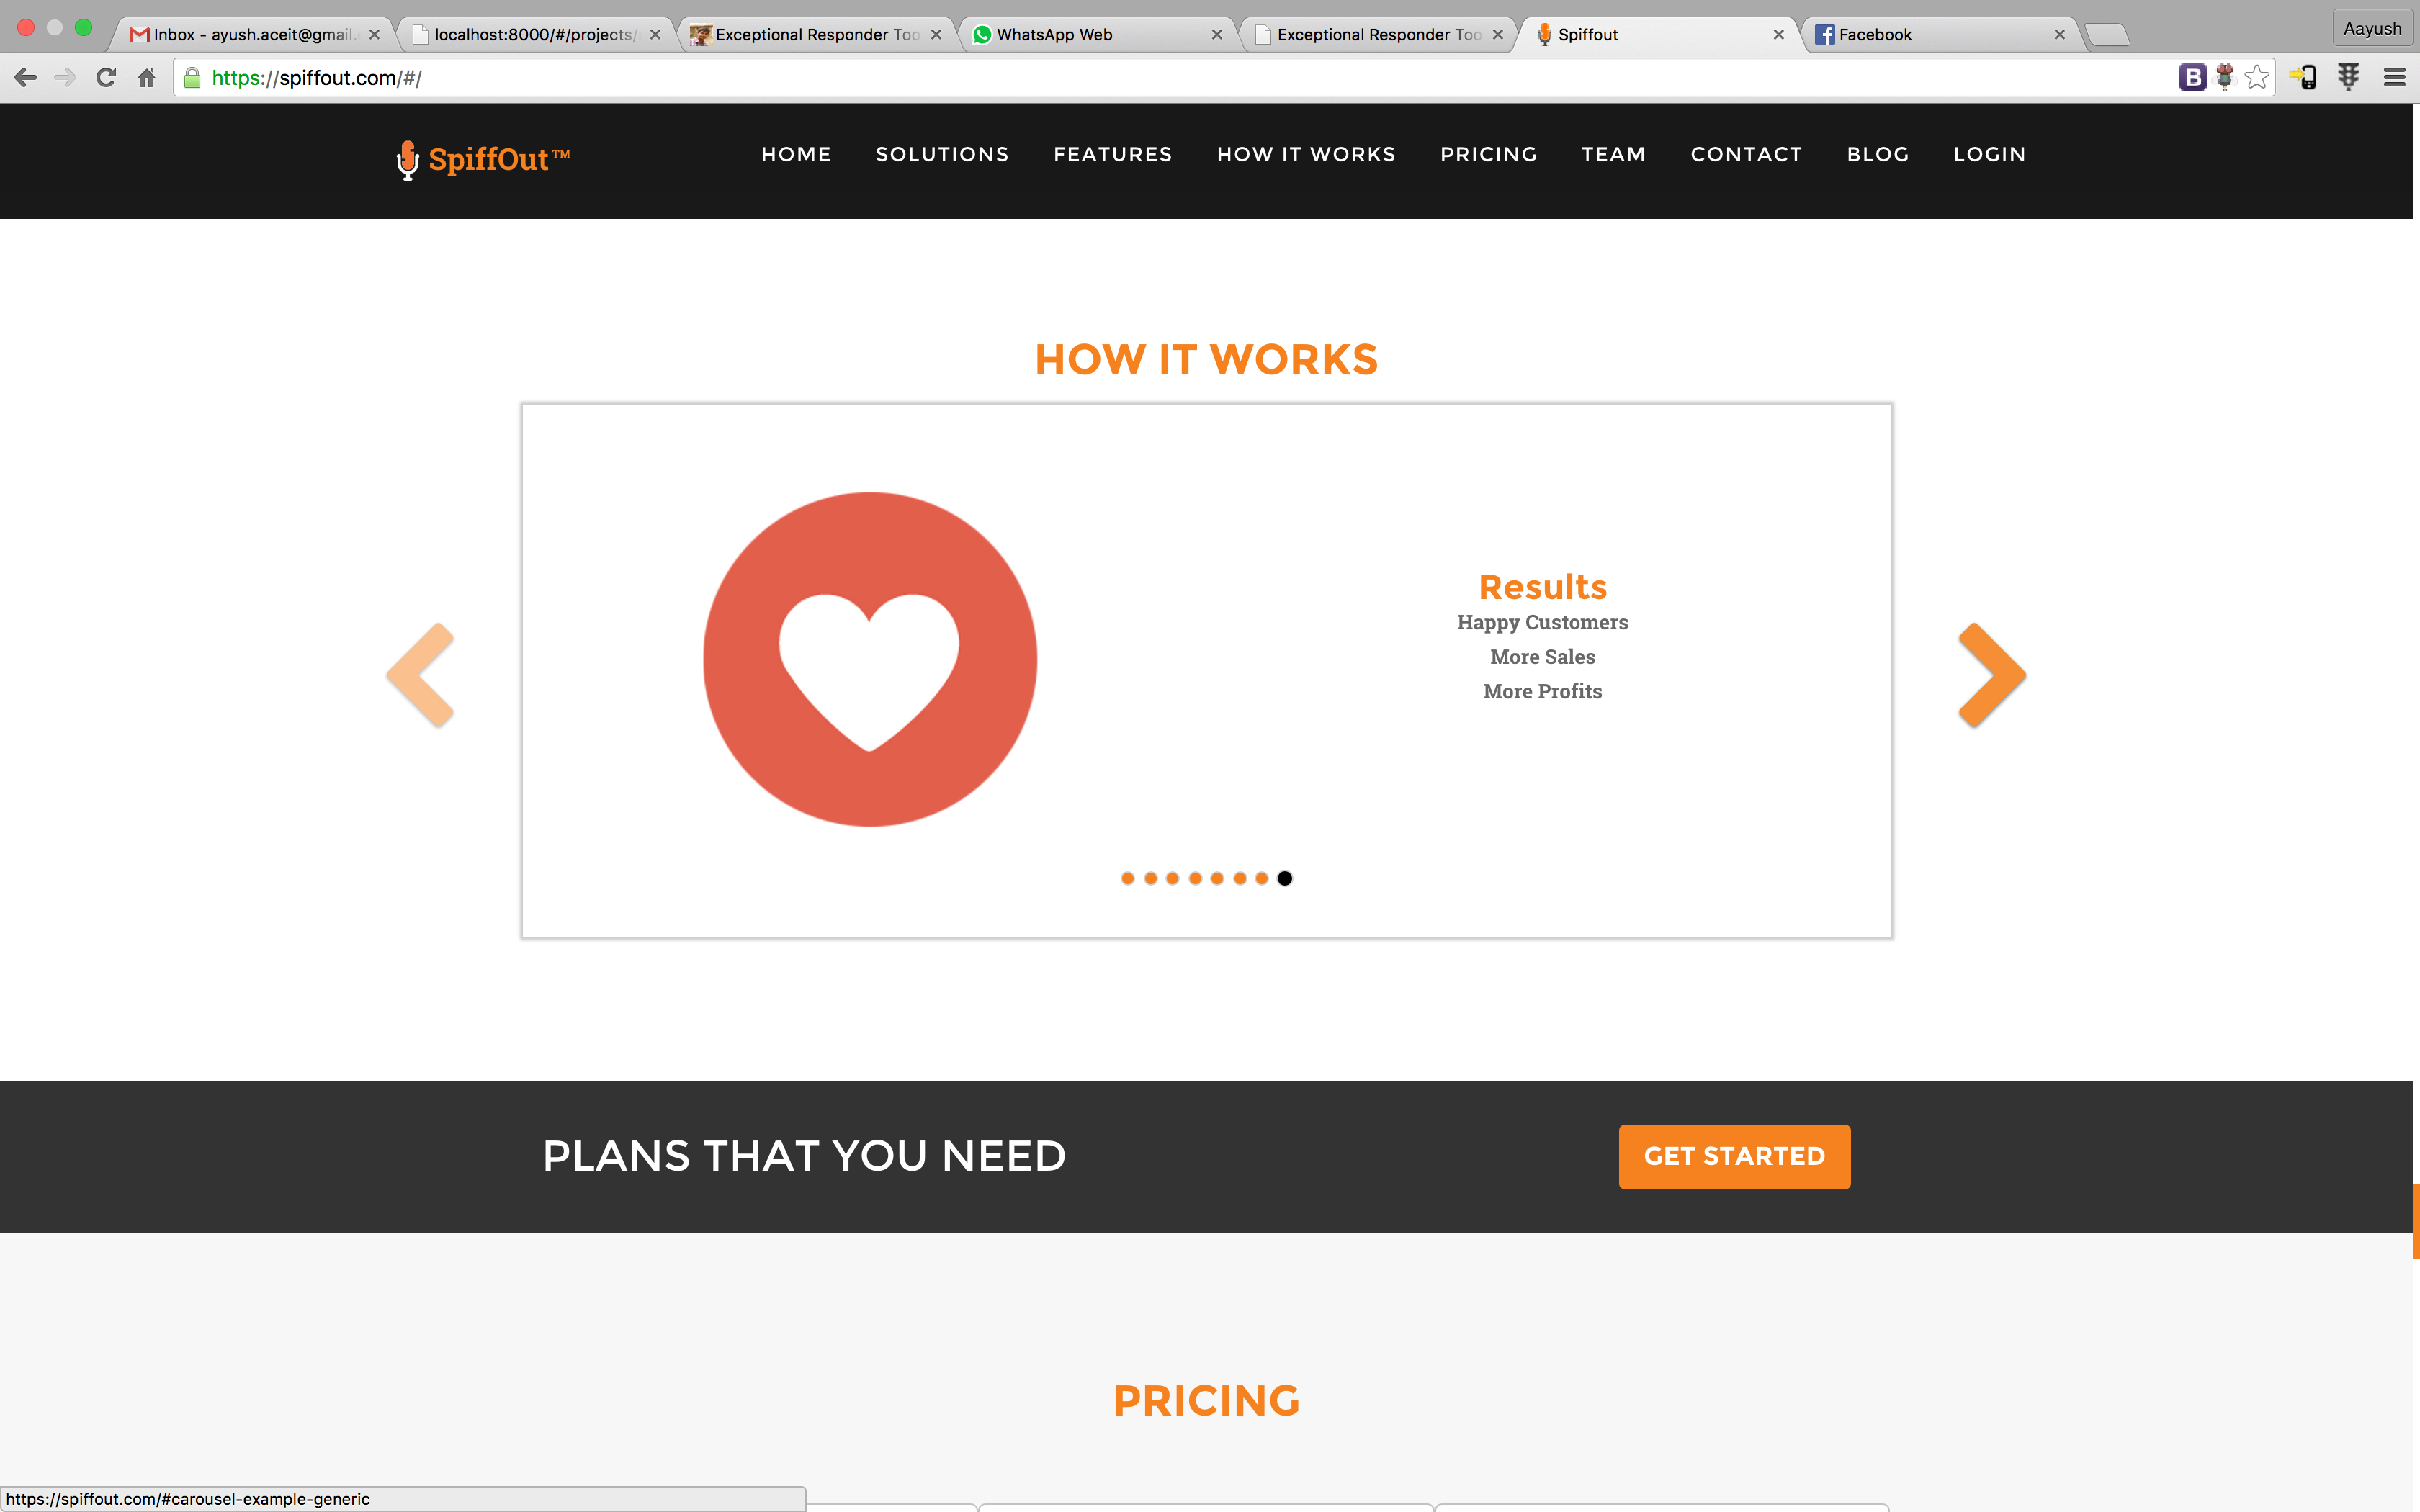 Inbox - ayush.aceit@gmail.
localhost:8000/#/projects/
Exceptional Responder Too
WhatsApp Web
Exceptional Responder Too
Spiffout
Facebook
Aayush
https://spiffout.com/#/
B
SpiffOut™
HOME
SOLUTIONS
FEATURES
HOW IT WORKS
PRICING
TEAM
CONTACT
BLOG
LOGIN
HOW IT WORKS
Results
Happy Customers
More Sales
More Profits
PLANS THAT YOU NEED
GET STARTED
PRICING
https://spiffout.com/#carousel-example-generic